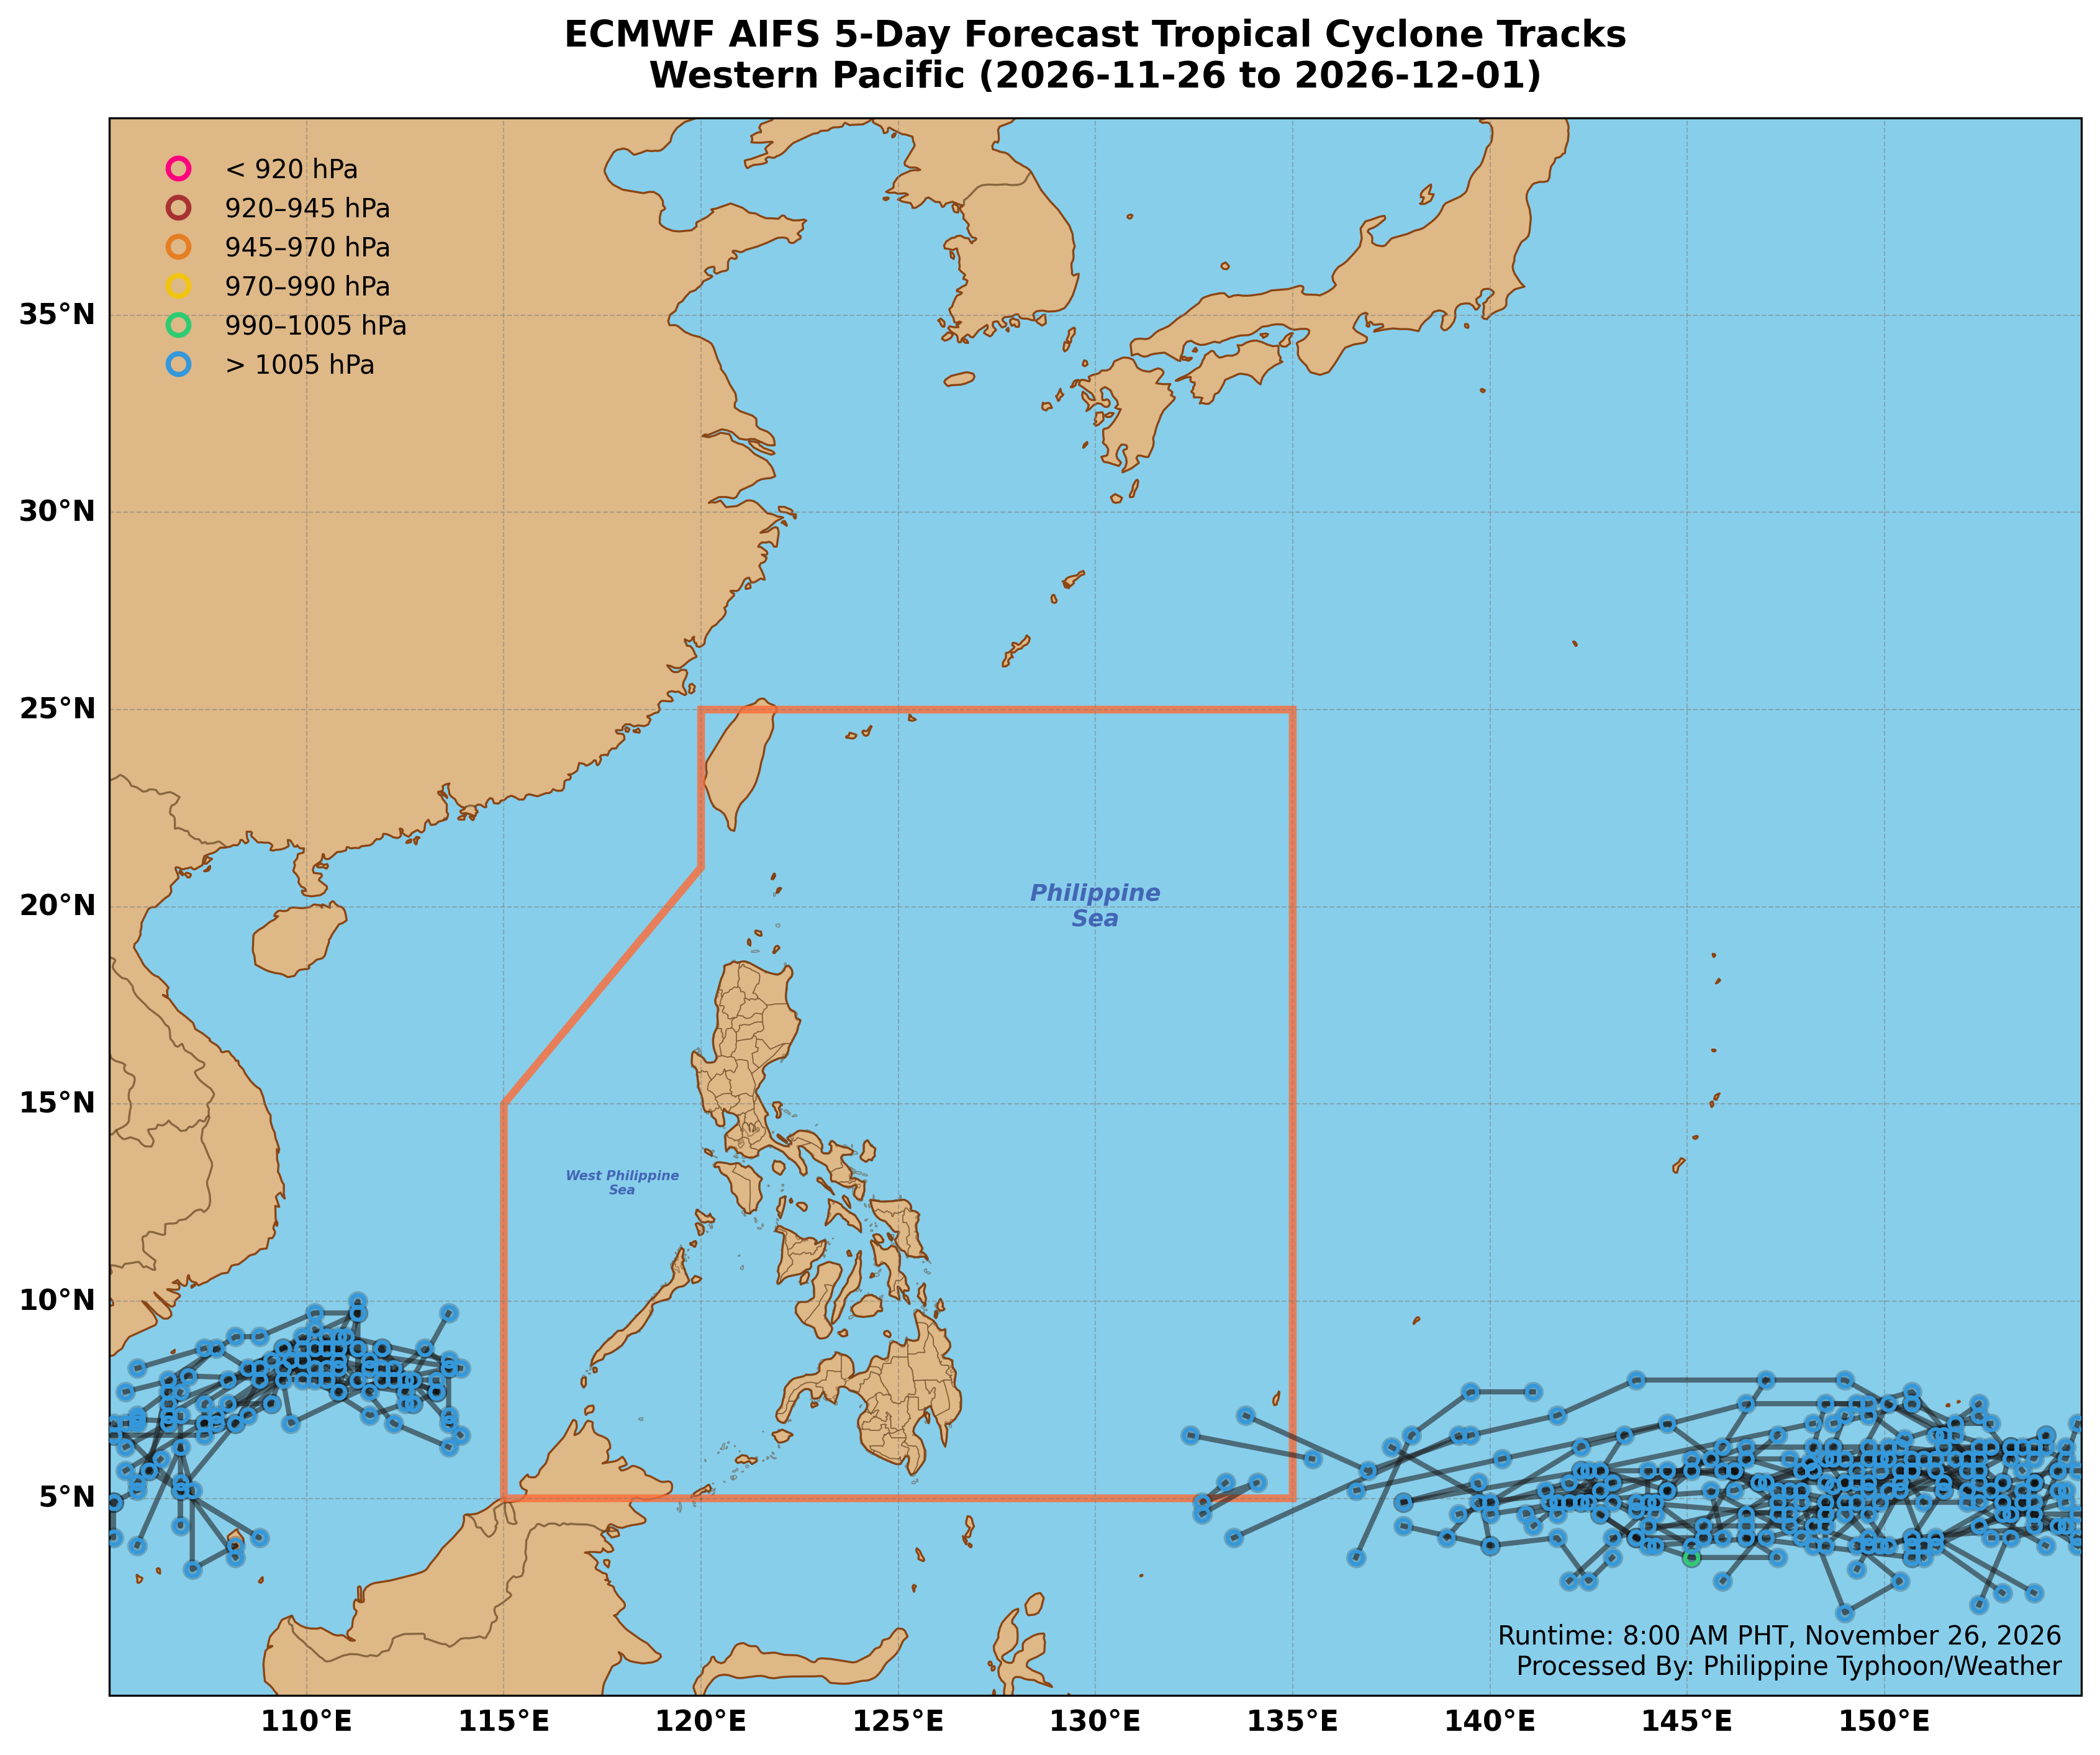 ECMWF AIFS 5-Day Forecast Tropical Cyclone Tracks
Western Pacific (2026-11-26 to 2026-12-01)
< 920 hPa
920–945 hPa
945–970 hPa
970–990 hPa
990–1005 hPa
> 1005 hPa
35°N
30°N
25°N
20°N
15°N
10°N
5°N
Philippine
Sea
West Philippine
Sea
Runtime: 8:00 AM PHT, November 26, 2026
Processed By: Philippine Typhoon/Weather
110°E
115°E
120°E
125°E
130°E
135°E
140°E
145°E
150°E